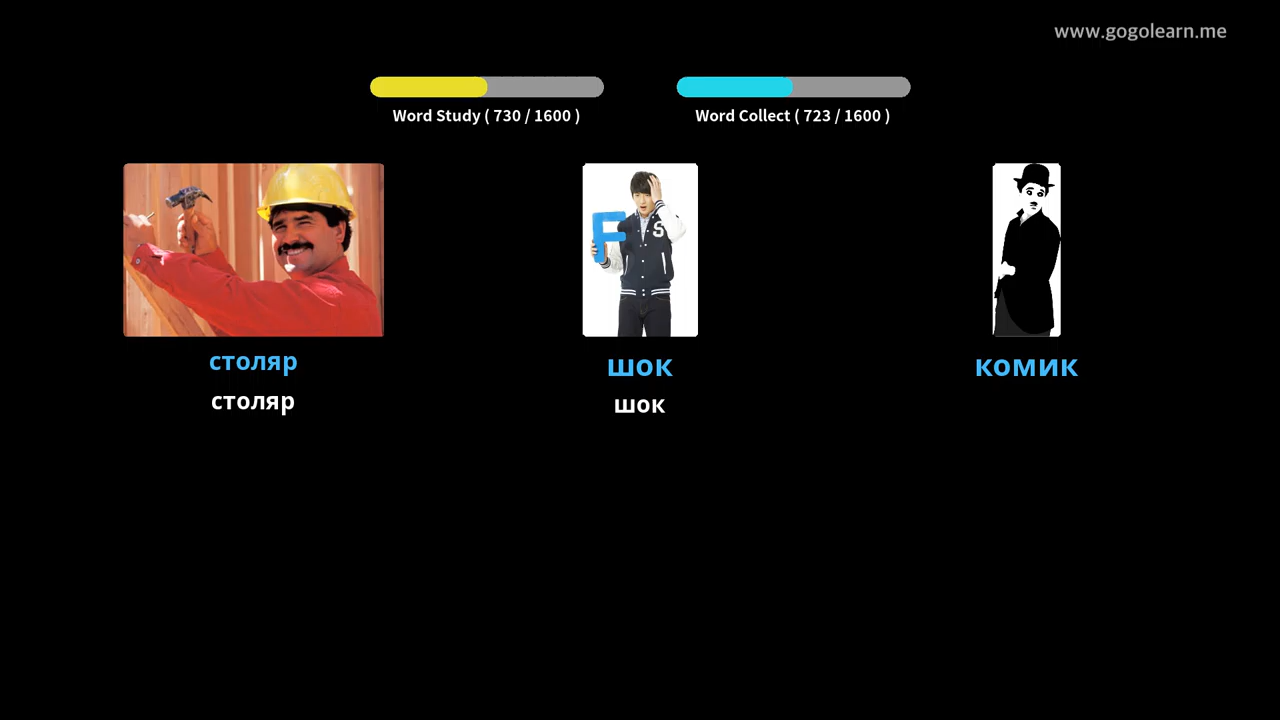 www.gogolearn.me
Word Study ( 730 / 1600 )
Word Collect ( 723 / 1600 )
F
S
столяр
шок
комик
столяр
шок